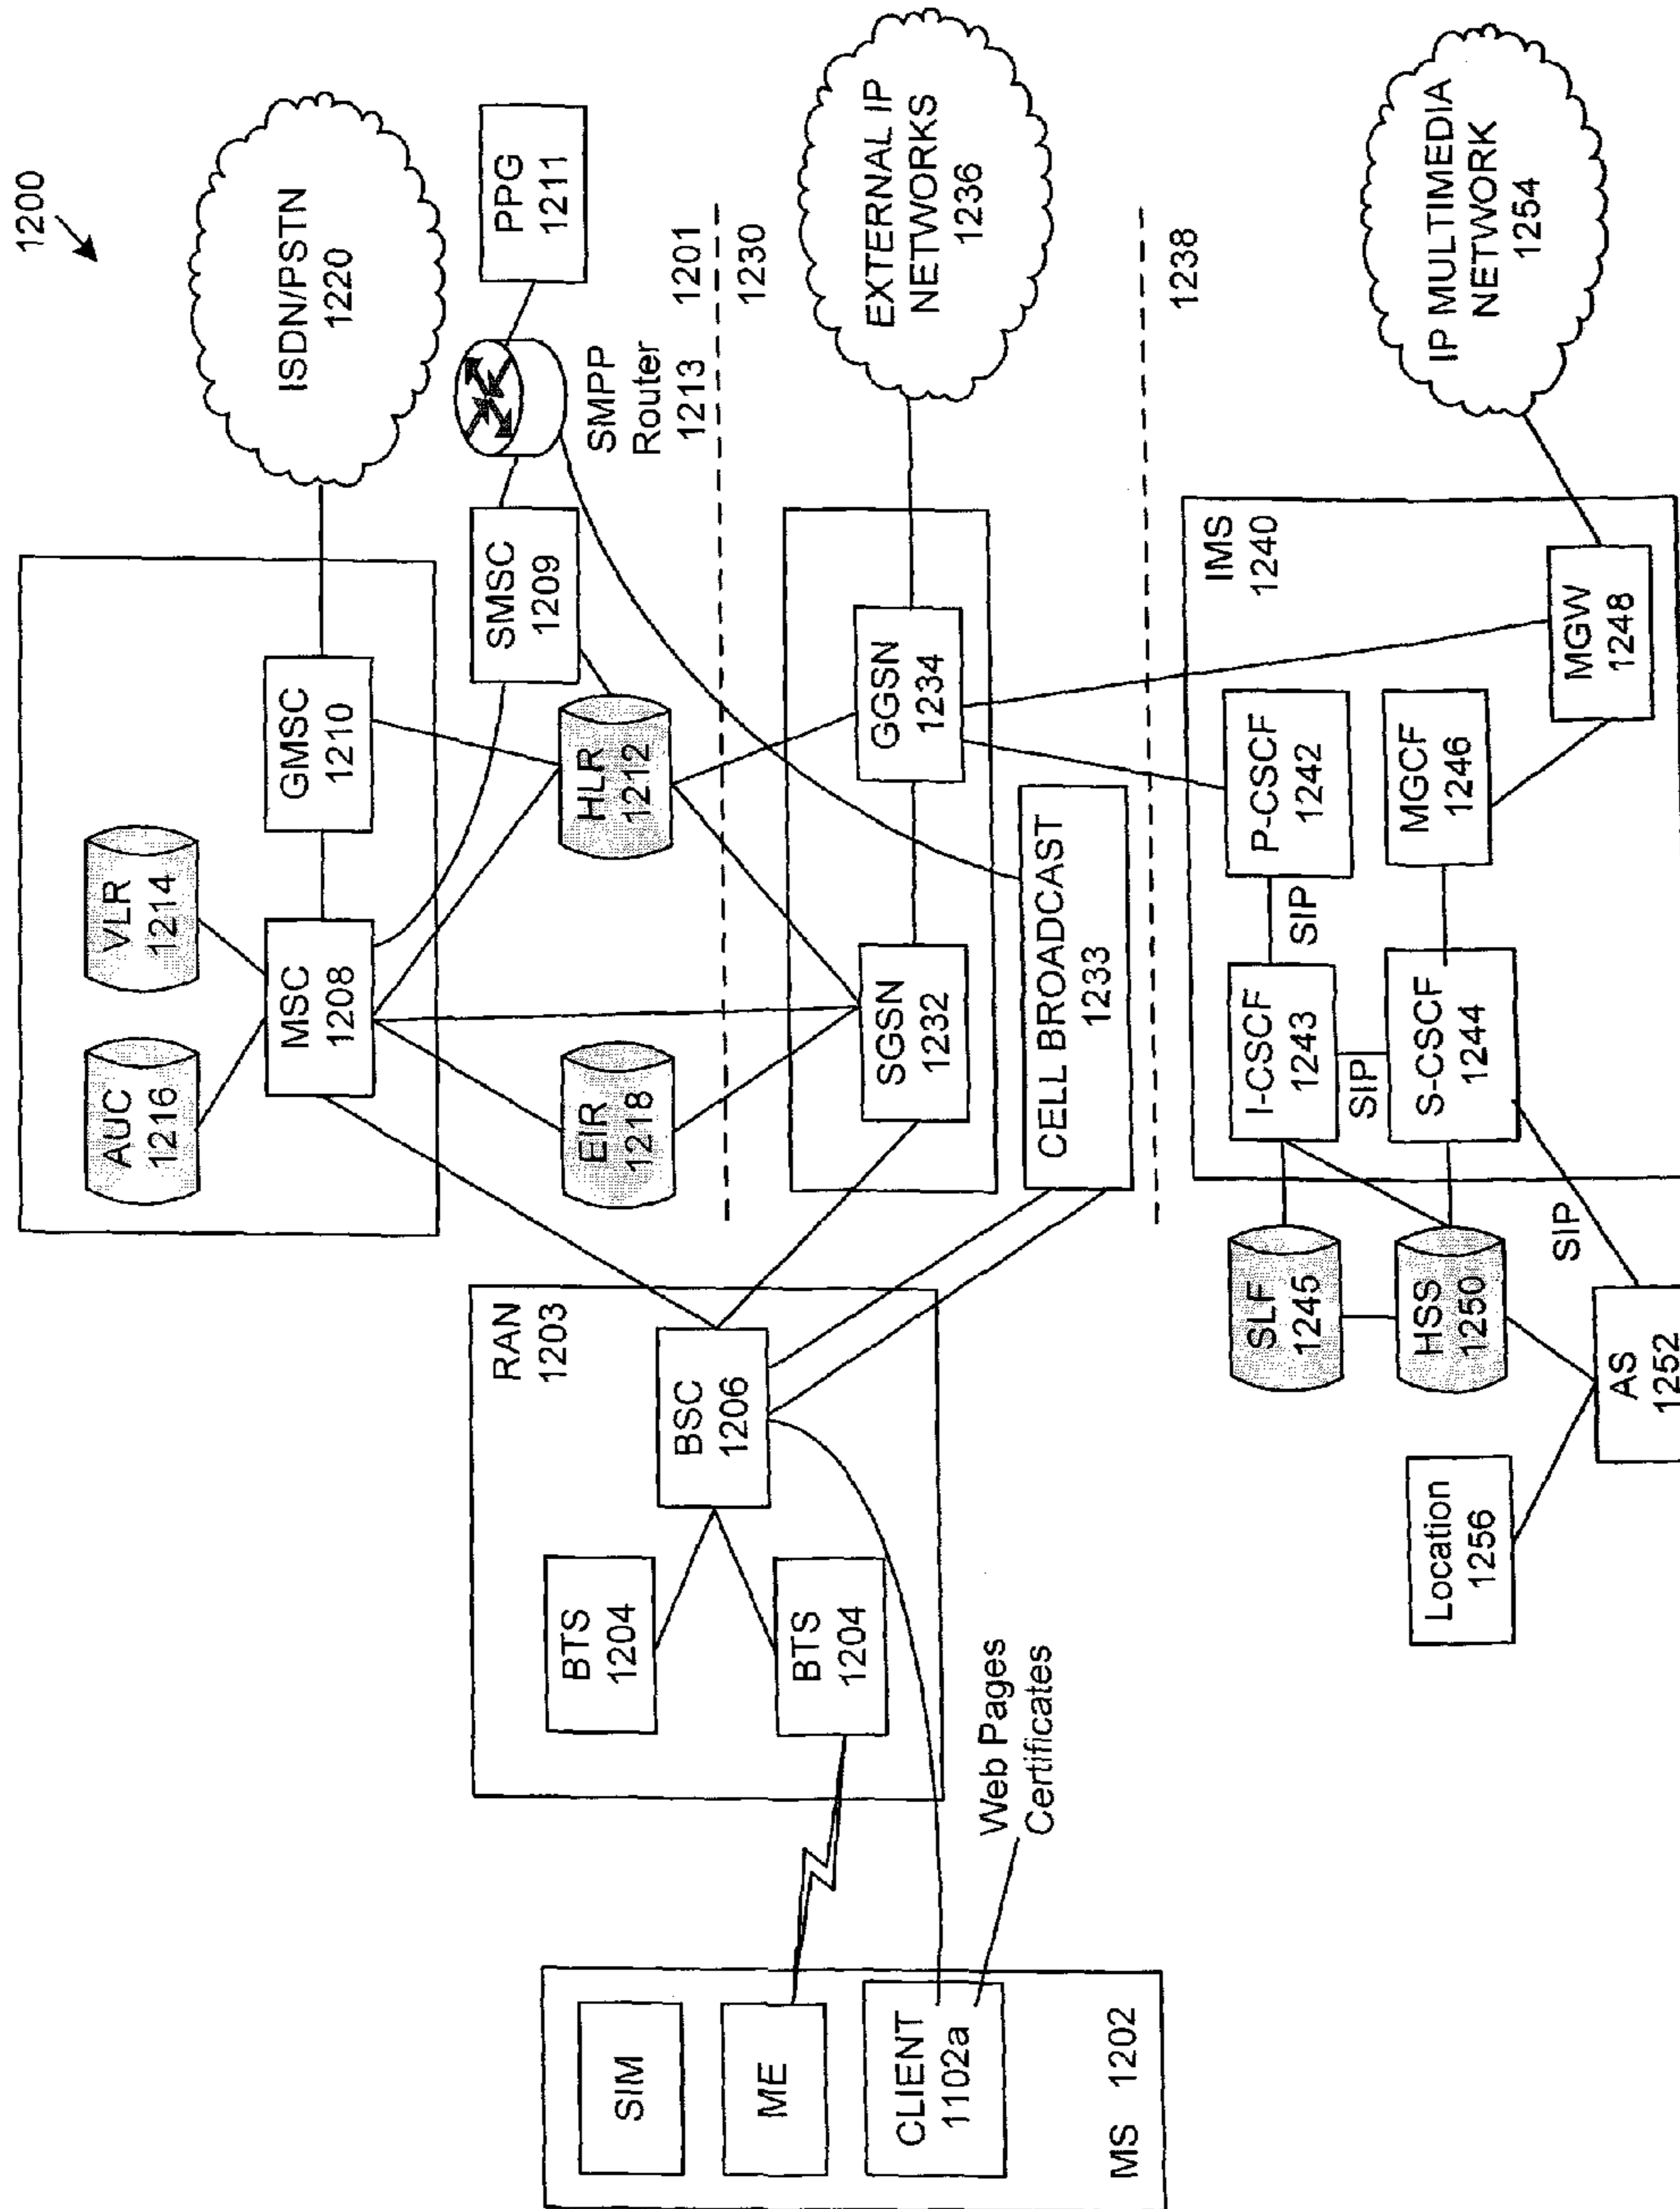 1200
ISDN/PSTN
1220
PPG
1211
SMPP
Router
1213
1201
1230
EXTERNAL IP
NETWORKS
1236
1238
IP MULTIMEDIA
NETWORK
1254
AUC
1216
VLR
1214
MSC
1208
GMSC
1210
SMSC
1209
EIR
1218
HLR
1212
SGSN
1232
GGSN
1234
CELL BROADCAST
1233
IMS
1240
I-CSCF
1243
SIP
P-CSCF
1242
SIP
S-CSCF
1244
MGCF
1246
MGW
1248
RAN
1203
BTS
1204
BTS
1204
BSC
1206
SLF
1245
HSS
1250
SIP
Location
1256
AS
1252
SIM
ME
CLIENT
1102a
MS 1202
Web Pages
Certificates